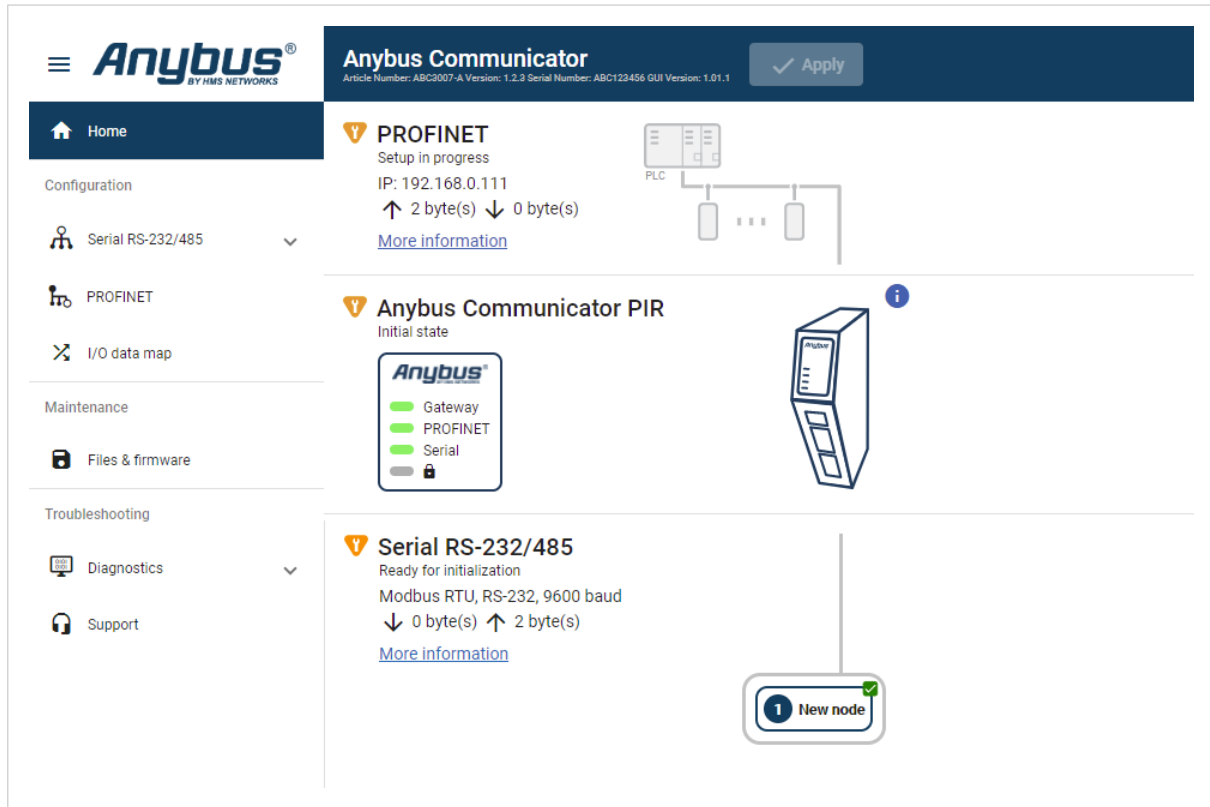 Anybus®
BY HMS NETWORKS
Anybus Communicator
Article Number: ABC3007-A Version: 1.2.3 Serial Number: ABC123456 GUI Version: 1.01.1
Apply
Home
Configuration
Serial RS-232/485
PROFINET
I/O data map
Maintenance
Files & firmware
Troubleshooting
Diagnostics
Support
PROFINET
Setup in progress
IP: 192.168.0.111
↑ 2 byte(s) ↓ 0 byte(s)
More information
PLC
Anybus Communicator PIR
Initial state
Anybus®
BY HMS NETWORKS
Gateway
PROFINET
Serial
Anybus
i
Serial RS-232/485
Ready for initialization
Modbus RTU, RS-232, 9600 baud
↓ 0 byte(s) ↑ 2 byte(s)
More information
1 New node